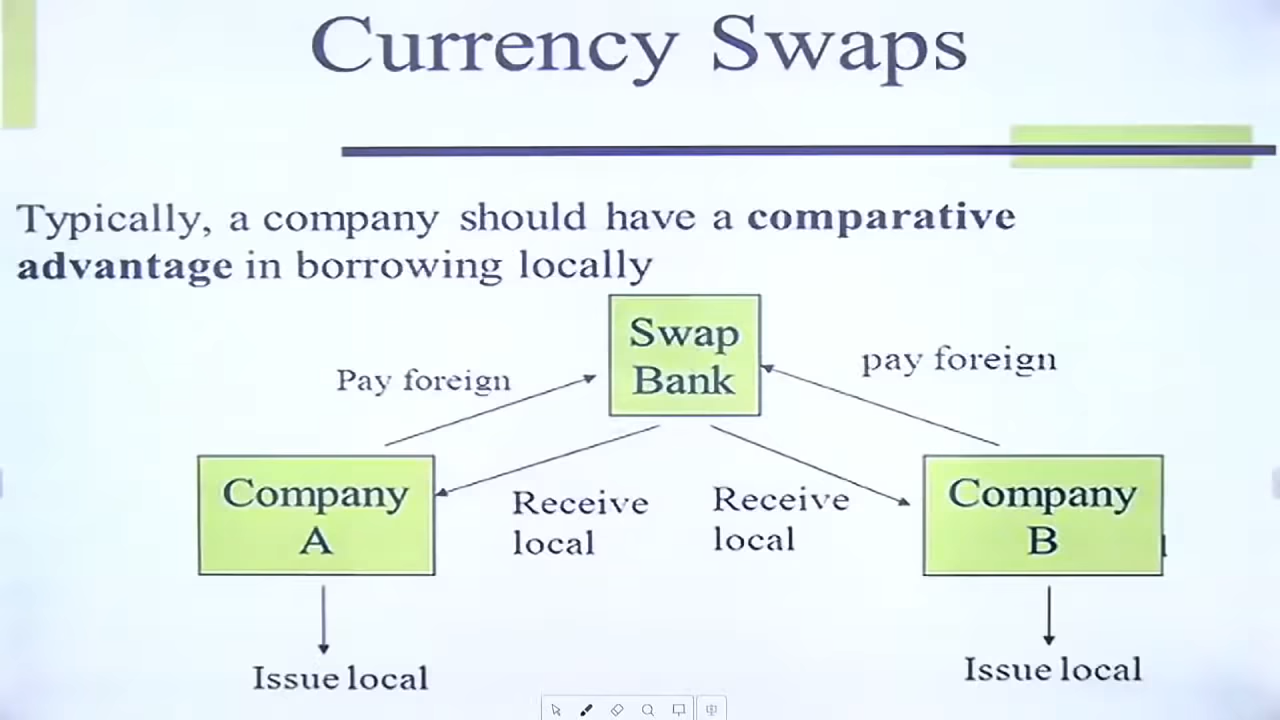 Currency Swaps
Typically, a company should have a comparative
advantage in borrowing locally
Swap
Bank
Pay foreign
pay foreign
Company
A
Receive
local
Receive
local
Company
B
Issue local
Issue local